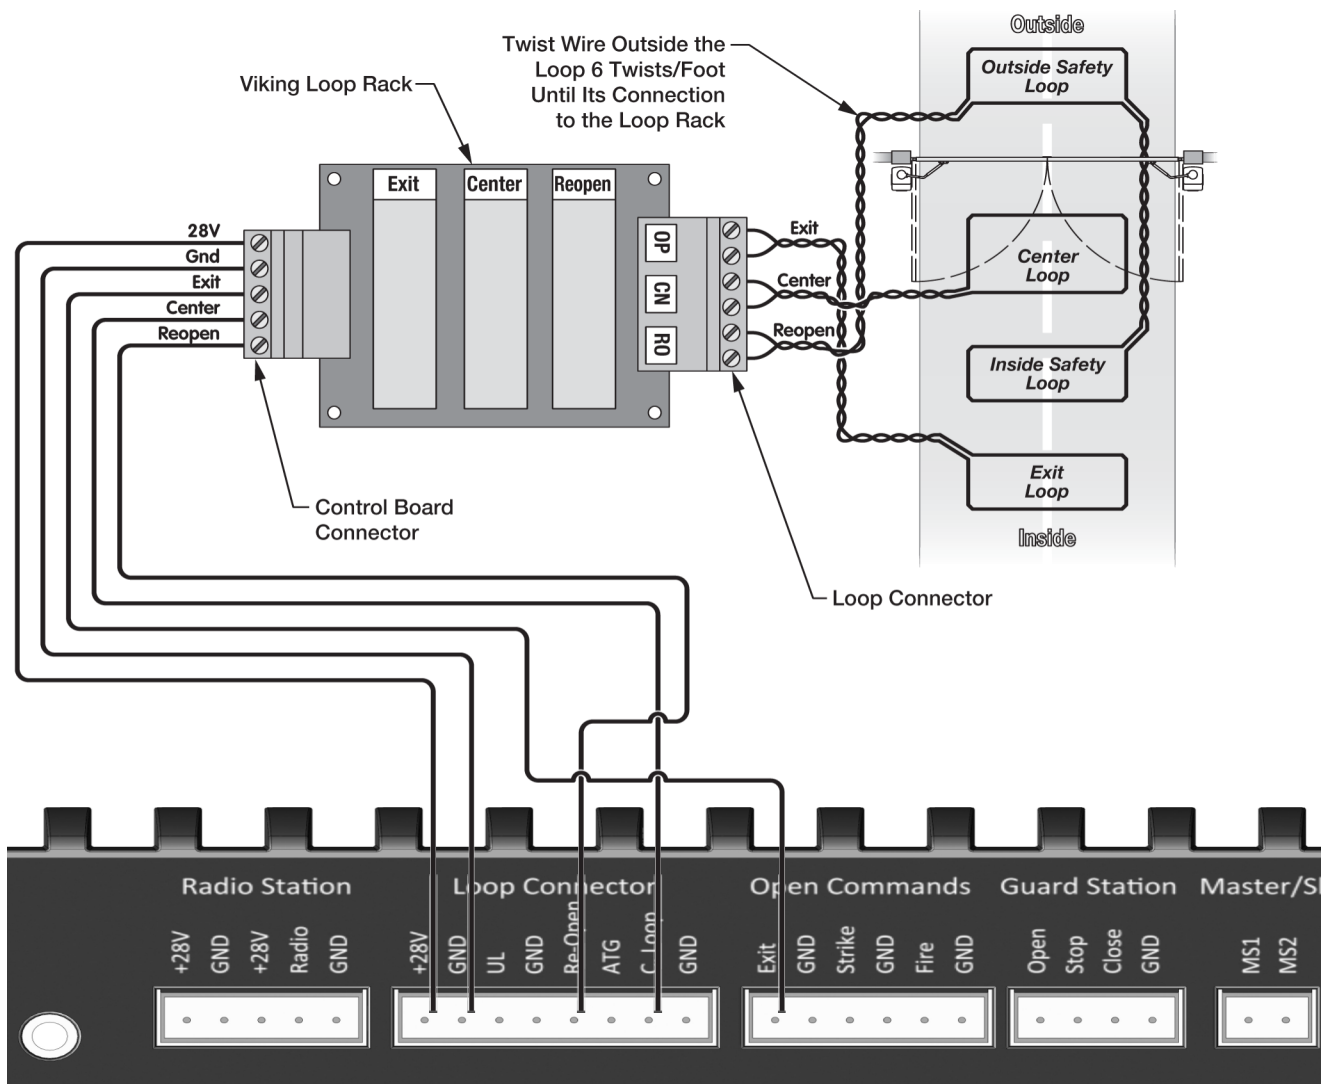 Outside
Twist Wire Outside the
Loop 6 Twists/Foot
Until Its Connection
to the Loop Rack
Outside Safety
Loop
Viking Loop Rack
Exit
Center
Reopen
28V
Gnd
Exit
Center
Reopen
OP
CN
RO
Exit
Center
Reopen
Center
Loop
Inside Safety
Loop
Exit
Loop
Inside
Control Board
Connector
Loop Connector
Radio Station
Loop Connector
Open Commands
Guard Station
Master/Sl
+28V
GND
+28V
Radio
GND
+28V
GND
UL
GND
Re-Open
ATG
C Loop
GND
Exit
GND
Strike
GND
Fire
GND
Open
Stop
Close
GND
MS1
MS2